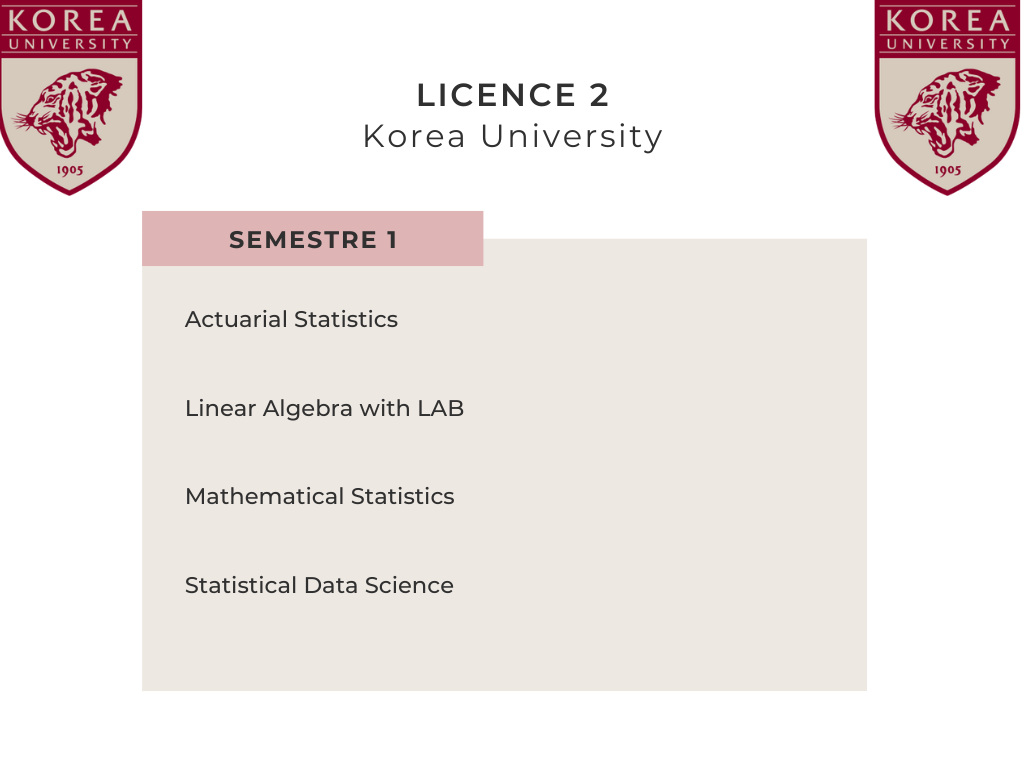 KOREA
UNIVERSITY
1905
KOREA
UNIVERSITY
1905
LICENCE 2
Korea University
SEMESTRE 1
Actuarial Statistics
Linear Algebra with LAB
Mathematical Statistics
Statistical Data Science